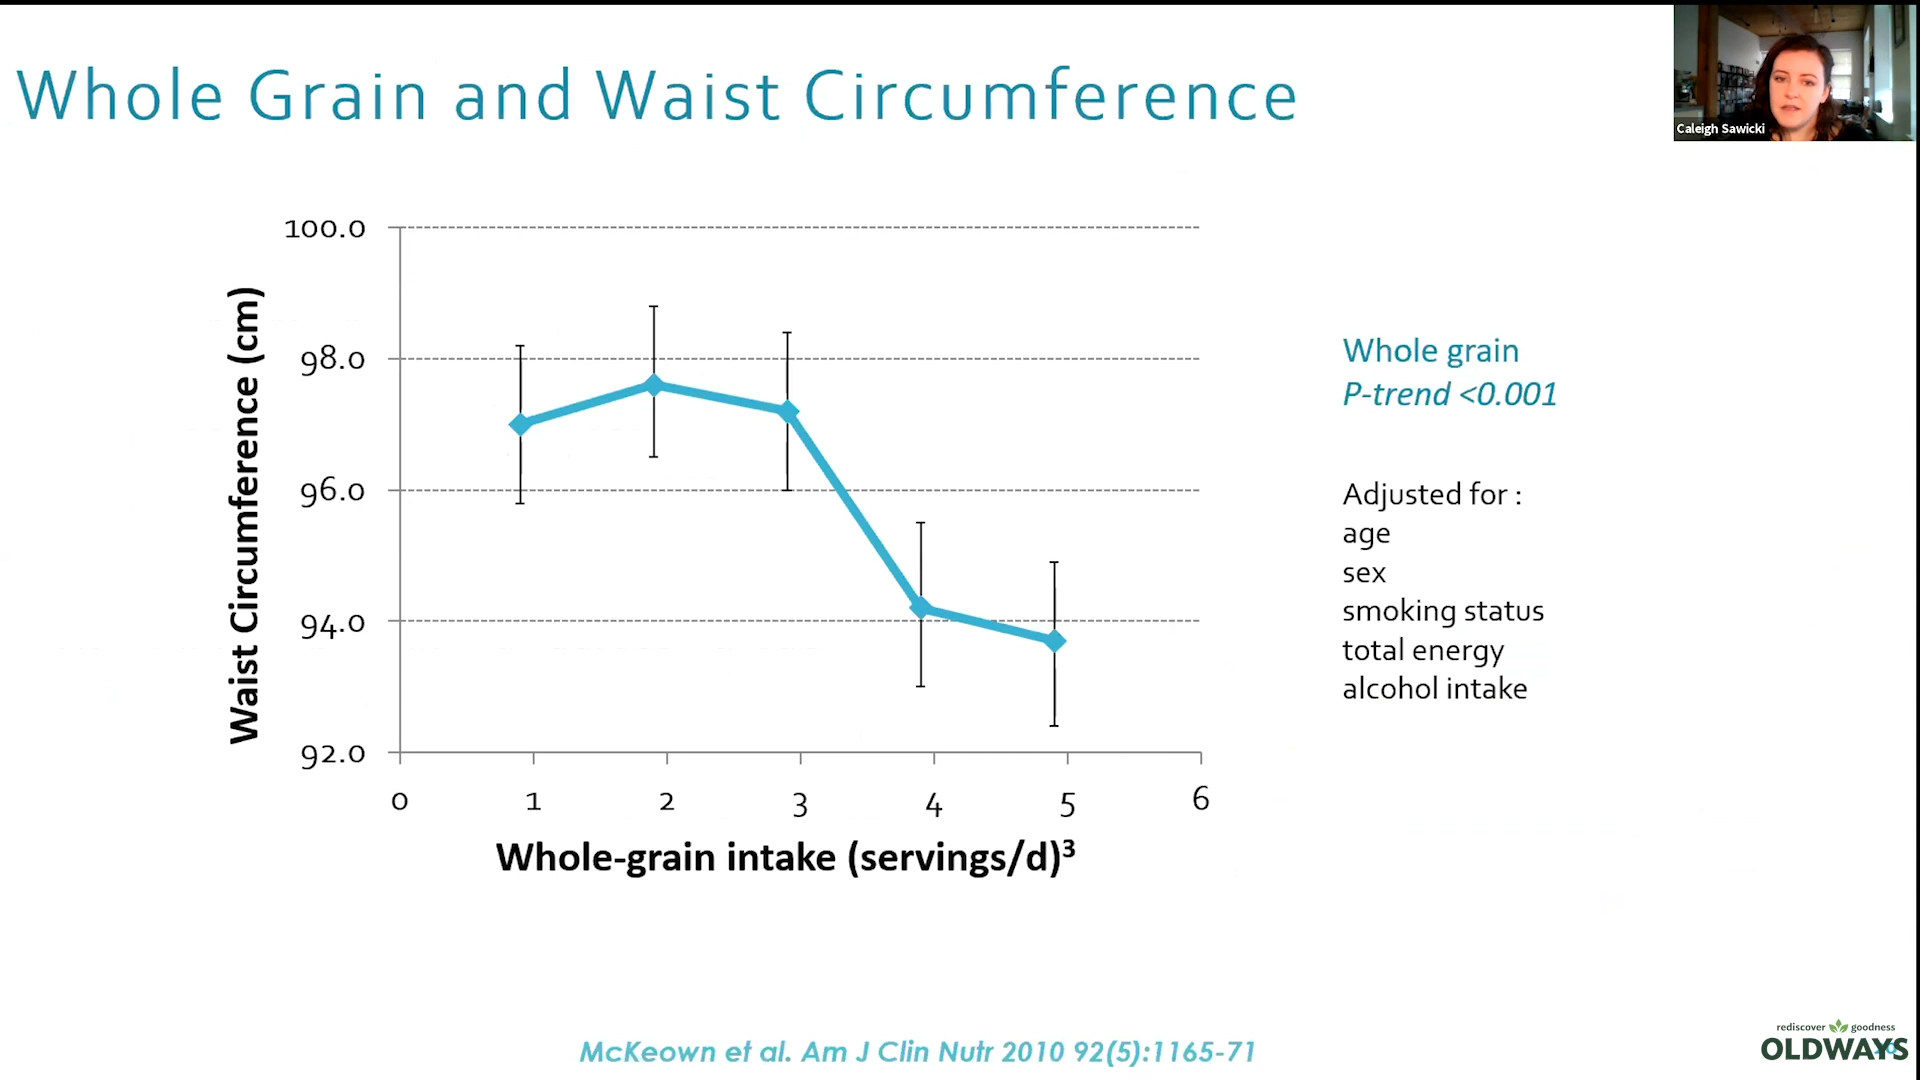 Whole Grain and Waist Circumference
Caleigh Sawicki
Waist Circumference (cm)
100.0
98.0
96.0
94.0
92.0
0 1 2 3 4 5 6
Whole-grain intake (servings/d)³
Whole grain
P-trend <0.001
Adjusted for :
age
sex
smoking status
total energy
alcohol intake
McKeown et al. Am J Clin Nutr 2010 92(5):1165-71
rediscover goodness
OLDWAYS